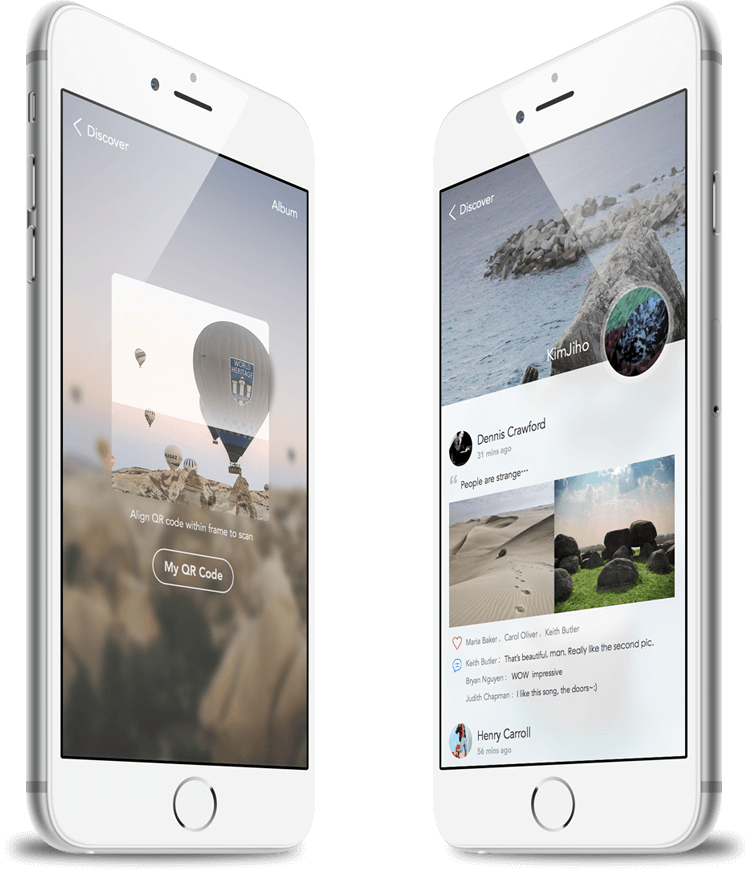 Discover
Album
WORLD
HERITAGE
Align QR code within frame to scan
My QR Code
Discover
KimJiho
Dennis Crawford
31 mins ago
“ People are strange···
Maria Baker , Carol Oliver , Keith Butler
Keith Butler : That's beautiful, man. Really like the second pic.
Bryan Nguyen : WOW impressive
Judith Chapman : I like this song, the doors~:)
Henry Carroll
56 mins ago